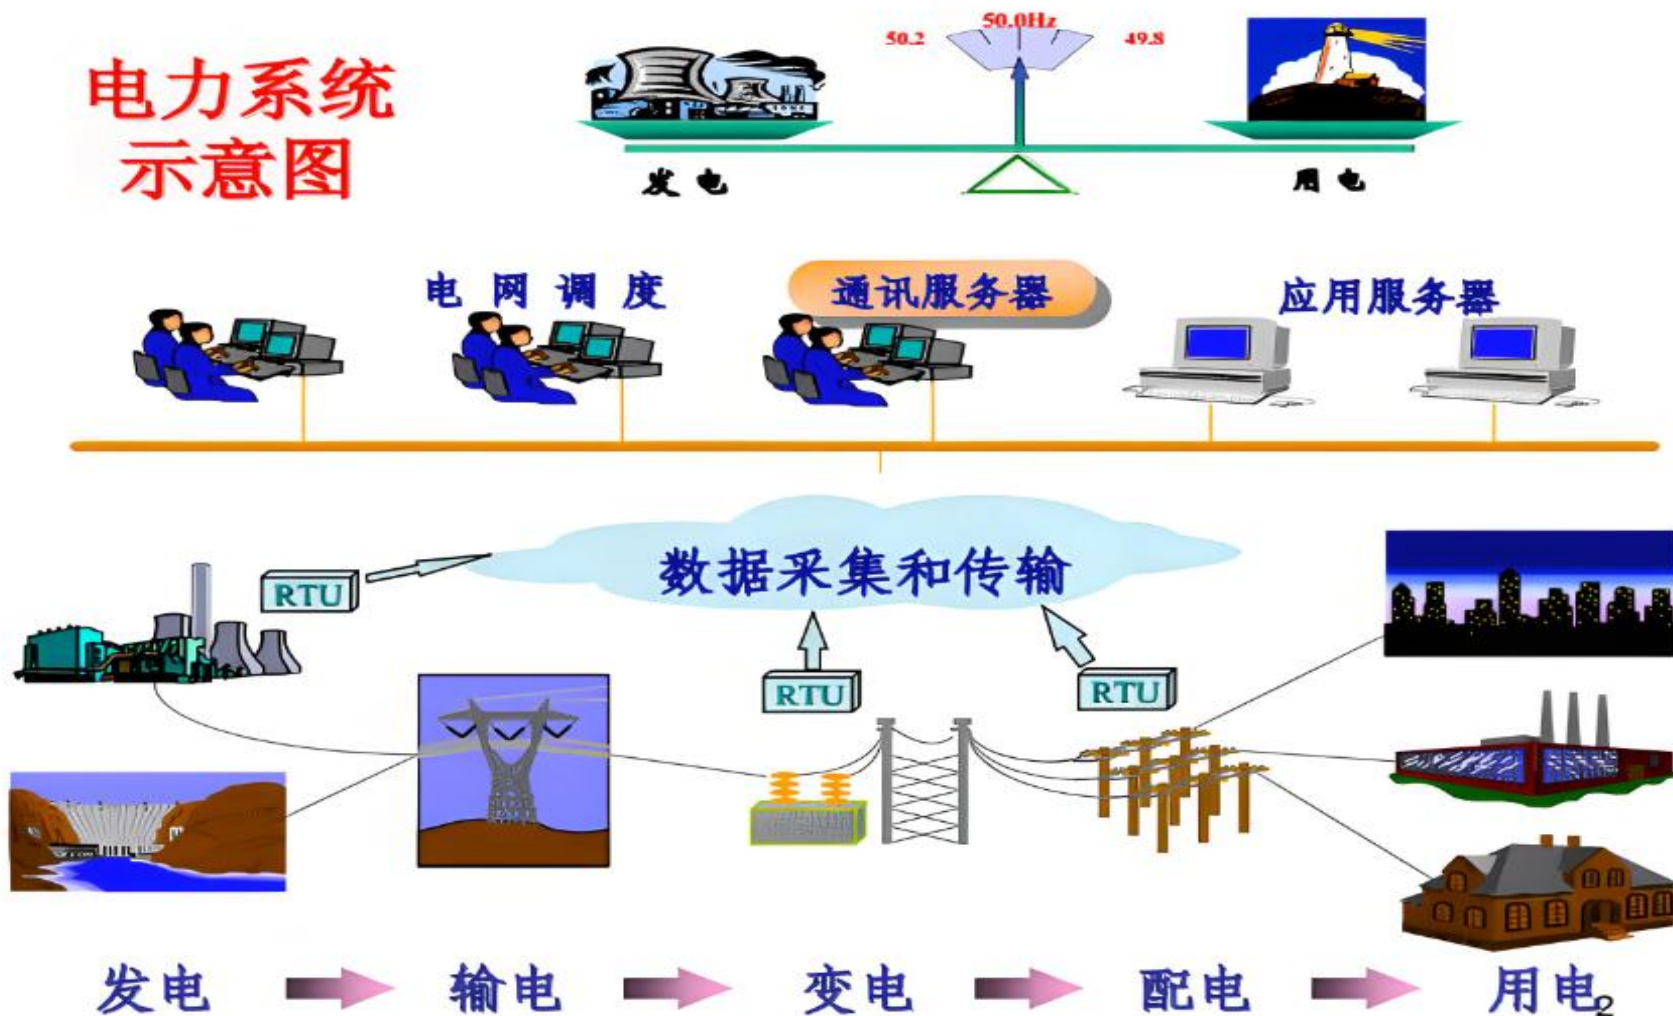 电力系统
示意图
50.2
50.0Hz
49.8
发电
用电
电网调度
通讯服务器
应用服务器
数据采集和传输
RTU
RTU
RTU
发电
输电
变电
配电
用电
2